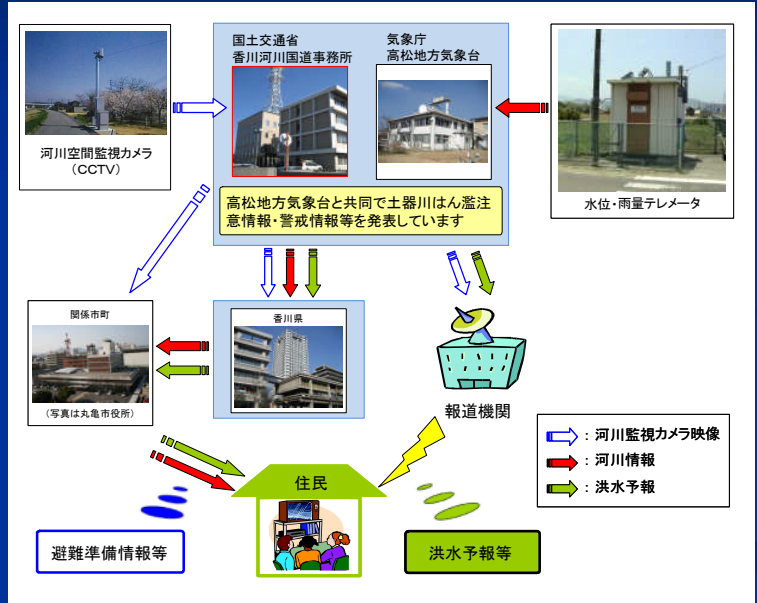 国土交通省
香川河川国道事務所
気象庁
高松地方気象台
河川空間監視カメラ
（CCTV）
水位・雨量テレメータ
高松地方気象台と共同で土器川はん濫注
意情報・警戒情報等を発表しています
関係市町
（写真は丸亀市役所）
香川県
報道機関
：河川監視カメラ映像
：河川情報
：洪水予報
住民
避難準備情報等
洪水予報等